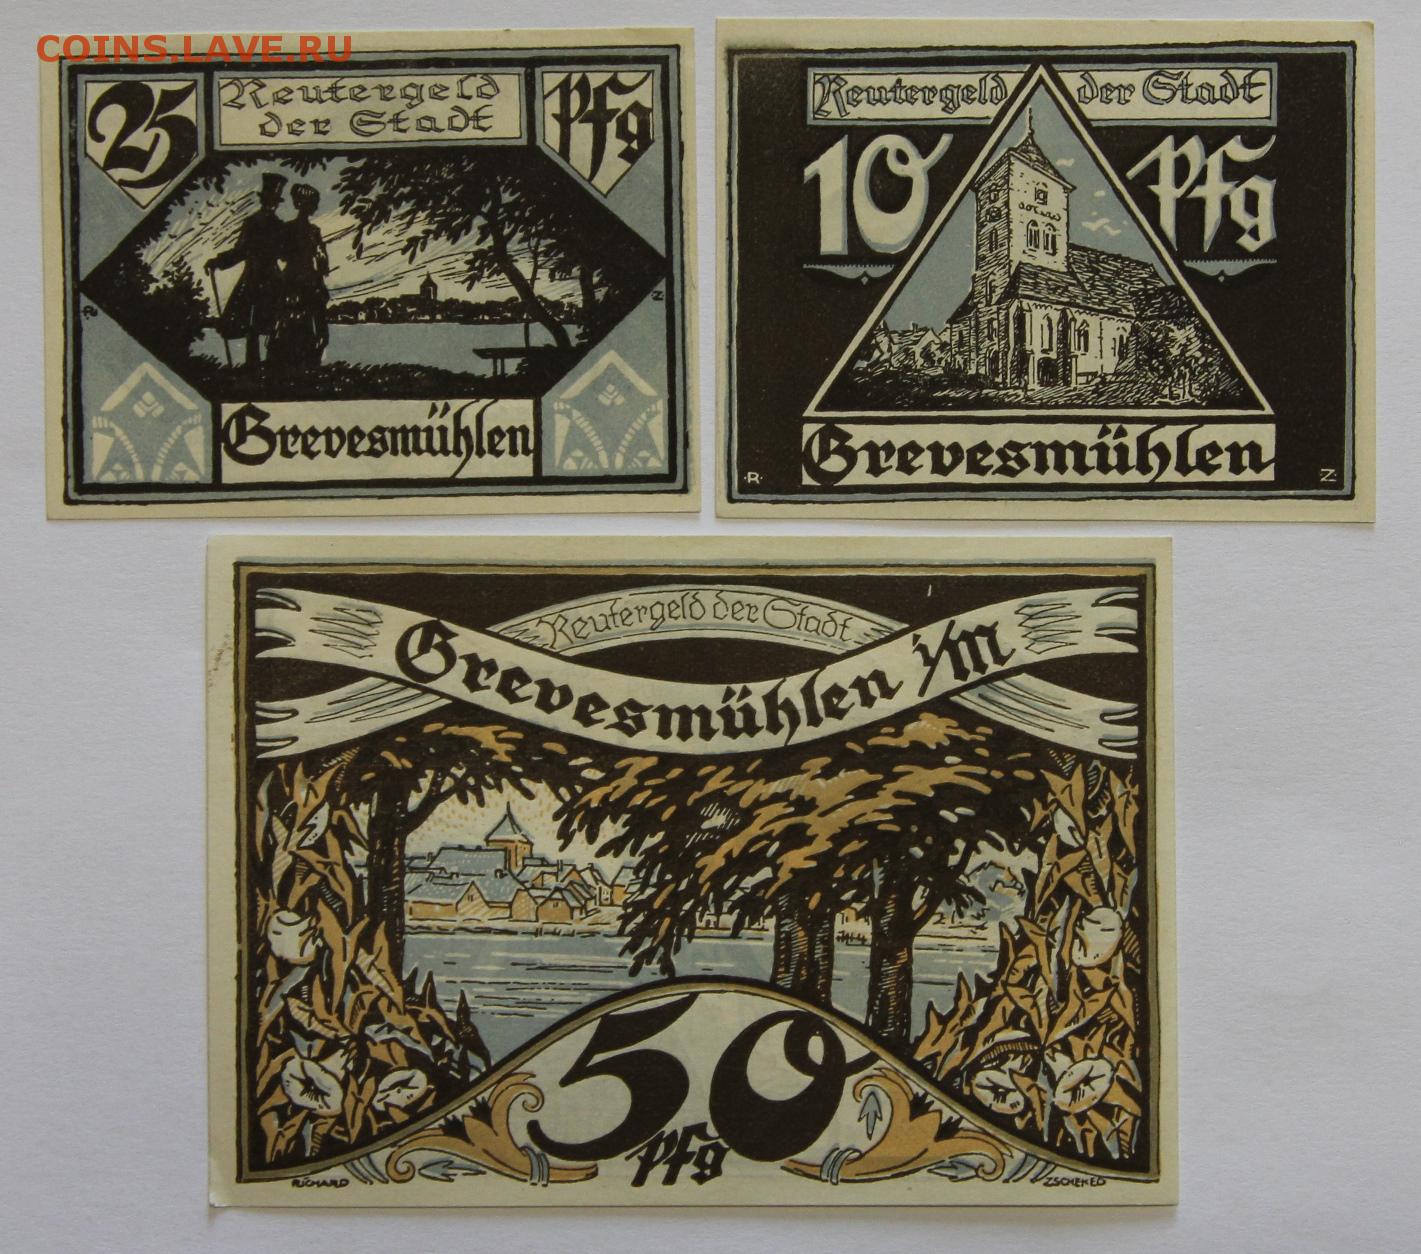 COINS.LAVE.RU
25
Reutergeld
der Stadt
Pfg
R
Z
Grevesmühlen
Reutergeld der Stadt
10
Pfg
Grevesmühlen
·R·
Z
Reutergeld der Stadt
Grevesmühlen i/M
50
Pfg
RICHARD
ZSCHEKED